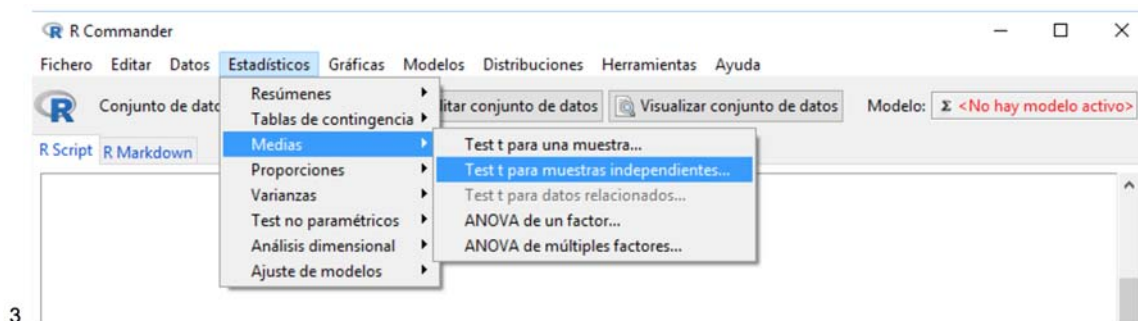 R Commander
Fichero Editar Datos Estadísticos Gráficas Modelos Distribuciones Herramientas Ayuda
Conjunto de dato itar conjunto de datos Visualizar conjunto de datos Modelo: Σ <No hay modelo activo>
R Script R Markdown
Resúmenes
Tablas de contingencia
Medias
Proporciones
Varianzas
Test no paramétricos
Análisis dimensional
Ajuste de modelos
Test t para una muestra...
Test t para muestras independientes...
Test t para datos relacionados...
ANOVA de un factor...
ANOVA de múltiples factores...
3